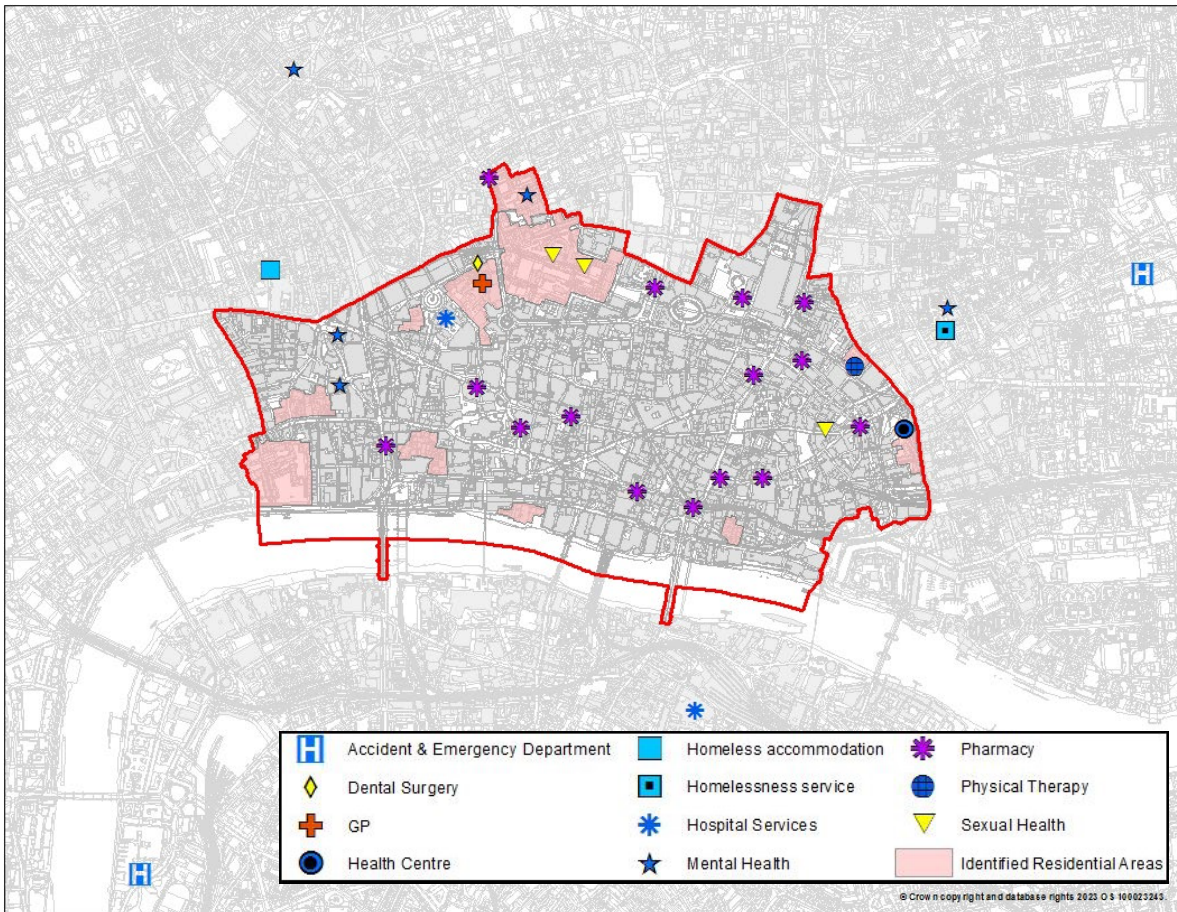 Accident & Emergency Department
Homeless accommodation
Pharmacy
Dental Surgery
Homelessness service
Physical Therapy
GP
Hospital Services
Sexual Health
Health Centre
Mental Health
Identified Residential Areas
© Crown copyright and database rights 2023 OS 100023243.